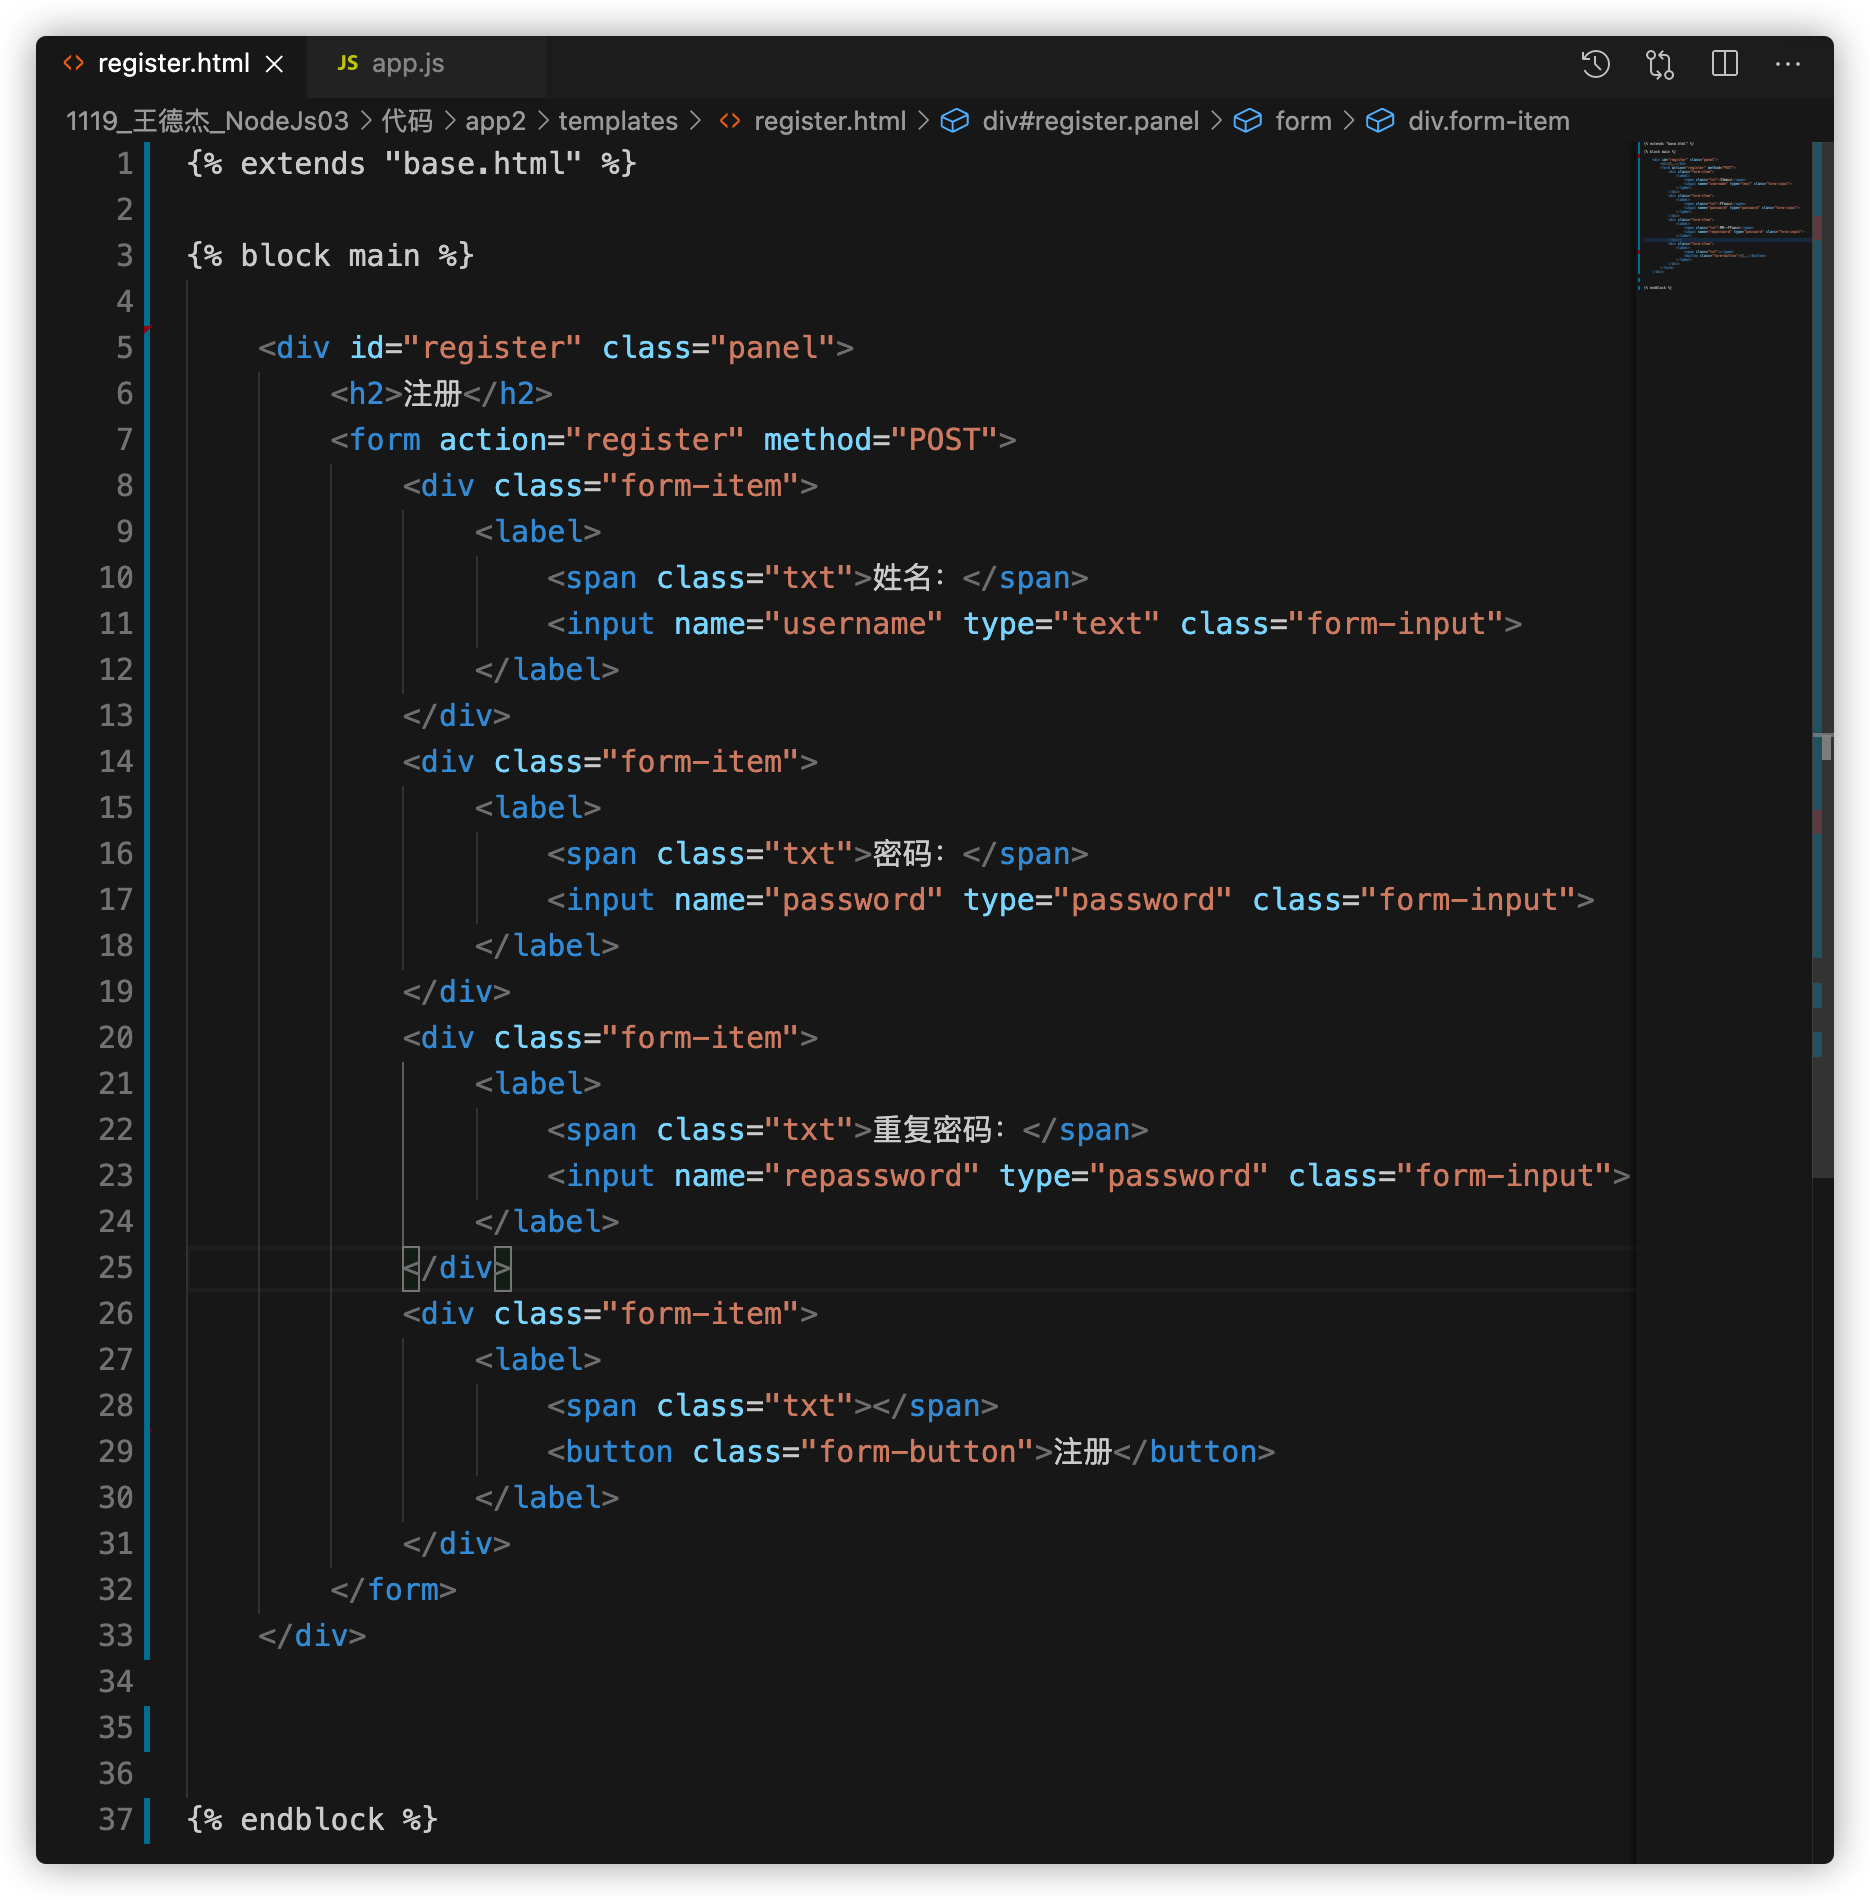 register.html
JS app.js
1119_王德杰_NodeJs03 > 代码 > app2 > templates > <> register.html > div#register.panel > form > div.form-item
1 {% extends "base.html" %}
2
3 {% block main %}
4
5     <div id="register" class="panel">
6         <h2>注册</h2>
7         <form action="register" method="POST">
8             <div class="form-item">
9                 <label>
10                     <span class="txt">姓名：</span>
11                     <input name="username" type="text" class="form-input">
12                 </label>
13             </div>
14             <div class="form-item">
15                 <label>
16                     <span class="txt">密码：</span>
17                     <input name="password" type="password" class="form-input">
18                 </label>
19             </div>
20             <div class="form-item">
21                 <label>
22                     <span class="txt">重复密码：</span>
23                     <input name="repassword" type="password" class="form-input">
24                 </label>
25             </div>
26             <div class="form-item">
27                 <label>
28                     <span class="txt"></span>
29                     <button class="form-button">注册</button>
30                 </label>
31             </div>
32         </form>
33     </div>
34
35
36
37 {% endblock %}